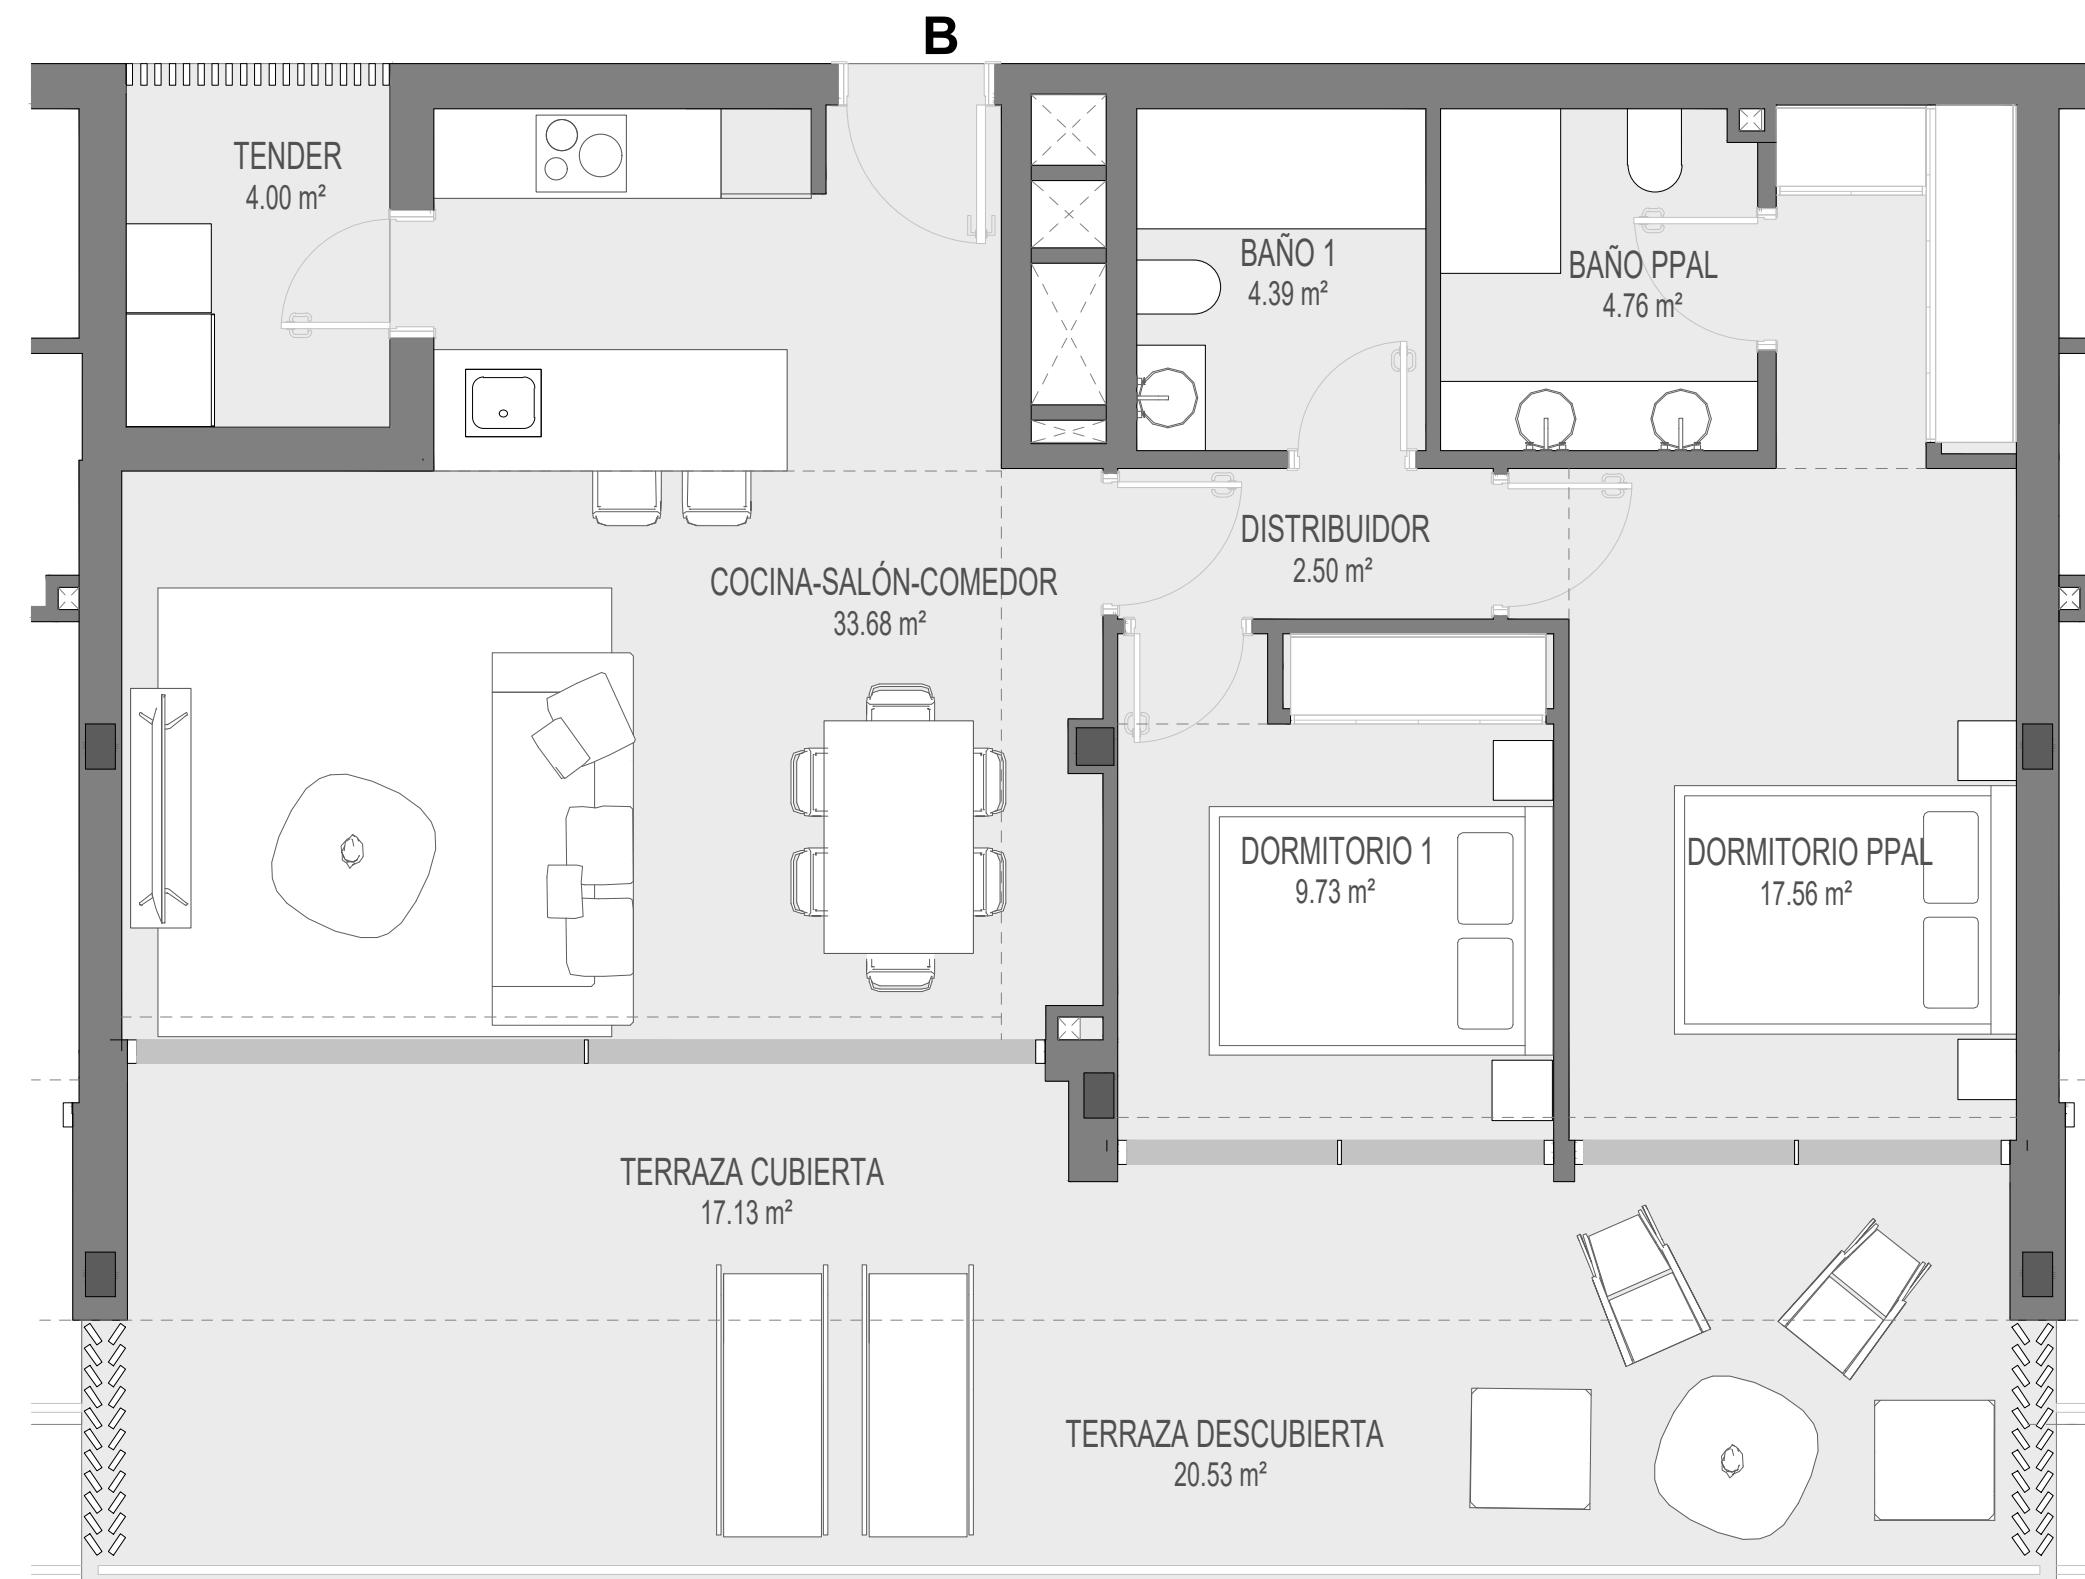 B
TENDER
4.00 m²
BAÑO 1
4.39 m²
BAÑO PPAL
4.76 m²
DISTRIBUIDOR
2.50 m²
COCINA-SALÓN-COMEDOR
33.68 m²
DORMITORIO 1
9.73 m²
DORMITORIO PPAL
17.56 m²
TERRAZA CUBIERTA
17.13 m²
TERRAZA DESCUBIERTA
20.53 m²